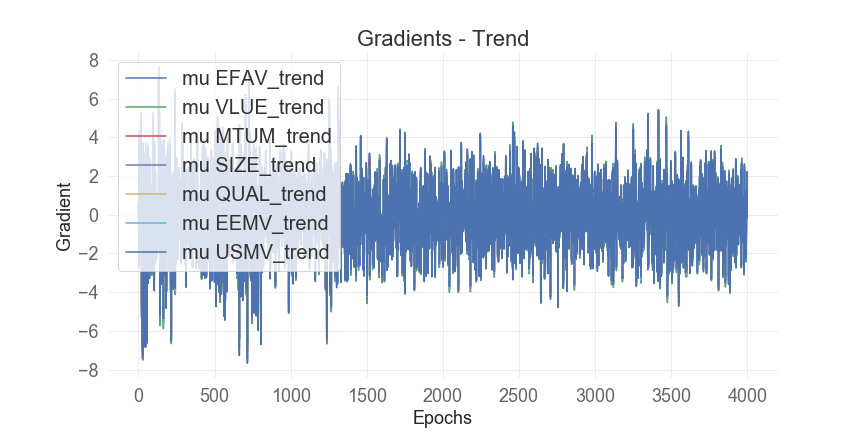 Gradients - Trend
8
6
4
2
0
−2
−4
−6
−8
Gradient
mu EFAV_trend
mu VLUE_trend
mu MTUM_trend
mu SIZE_trend
mu QUAL_trend
mu EEMV_trend
mu USMV_trend
0 500 1000 1500 2000 2500 3000 3500 4000
Epochs